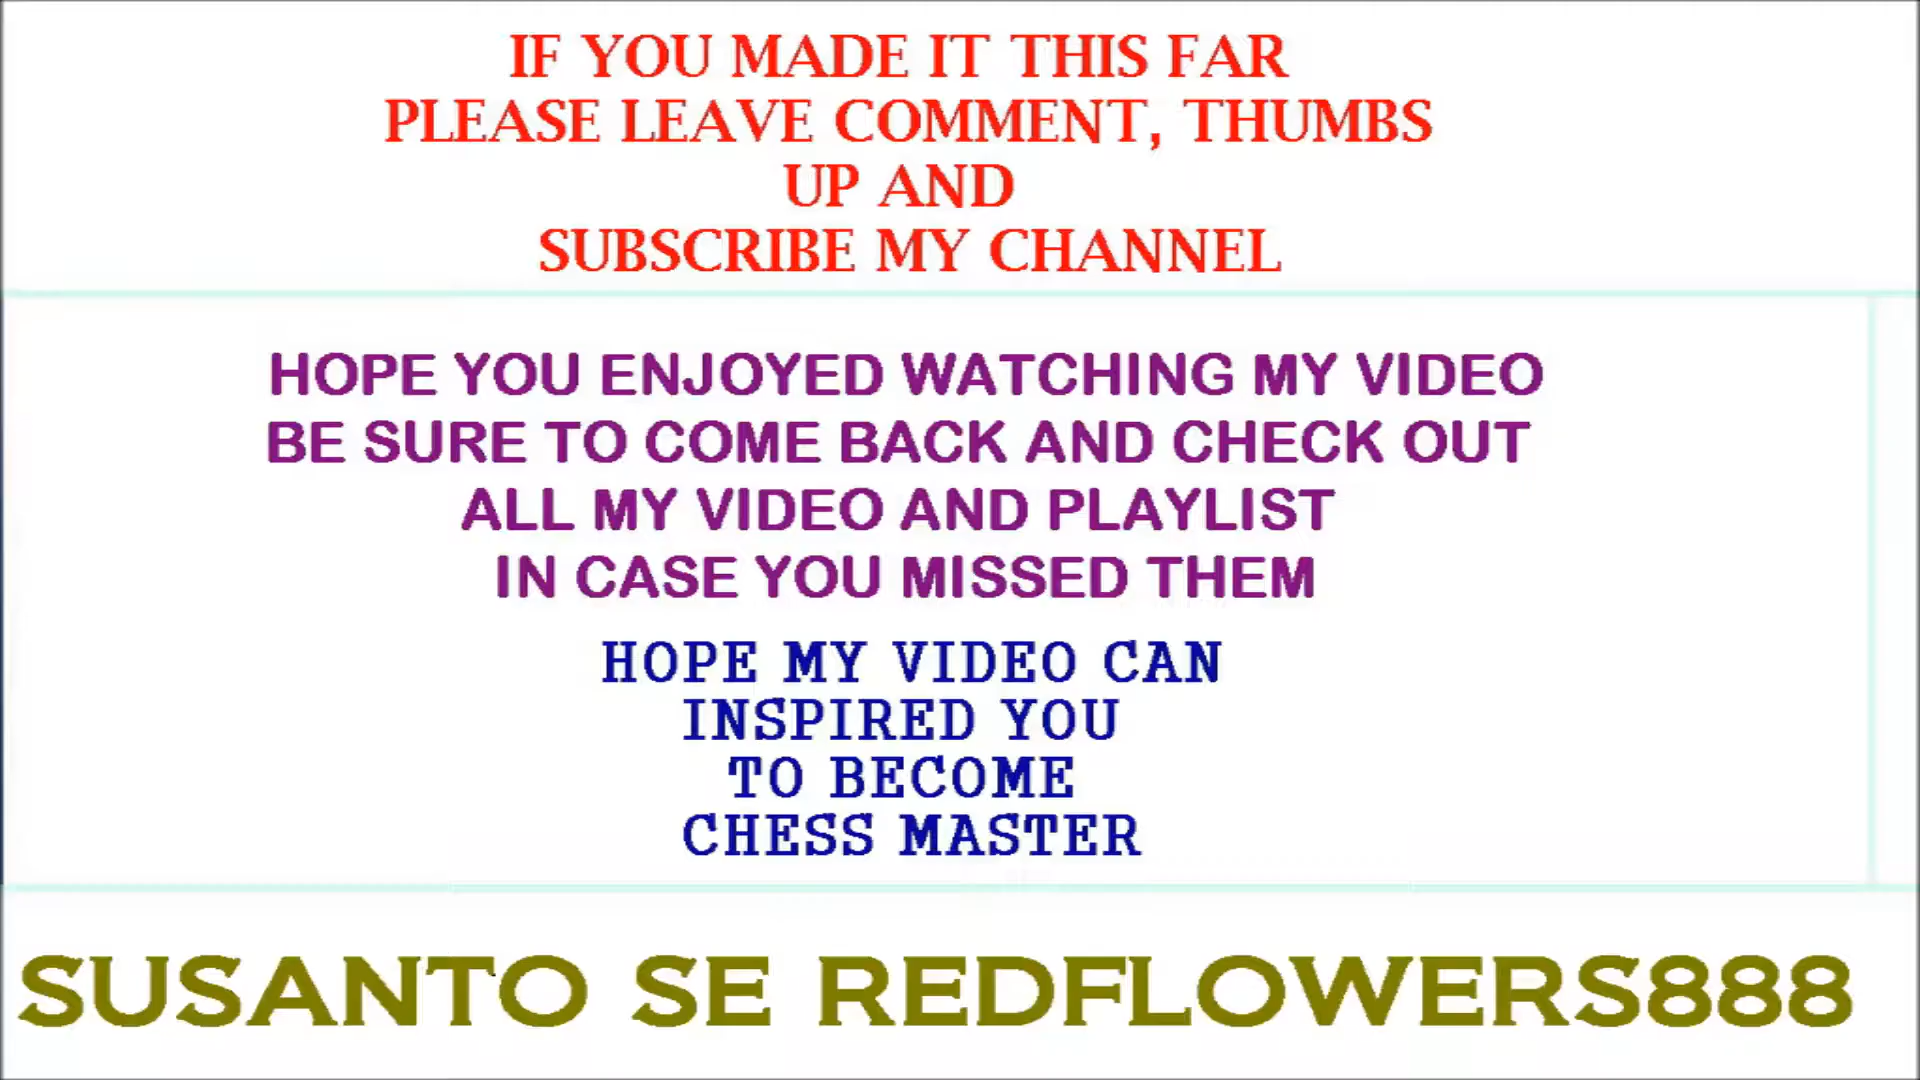 IF YOU MADE IT THIS FAR
PLEASE LEAVE COMMENT, THUMBS
UP AND
SUBSCRIBE MY CHANNEL
HOPE YOU ENJOYED WATCHING MY VIDEO
BE SURE TO COME BACK AND CHECK OUT
ALL MY VIDEO AND PLAYLIST
IN CASE YOU MISSED THEM
HOPE MY VIDEO CAN
INSPIRED YOU
TO BECOME
CHESS MASTER
SUSANTO SE REDFLOWERS888